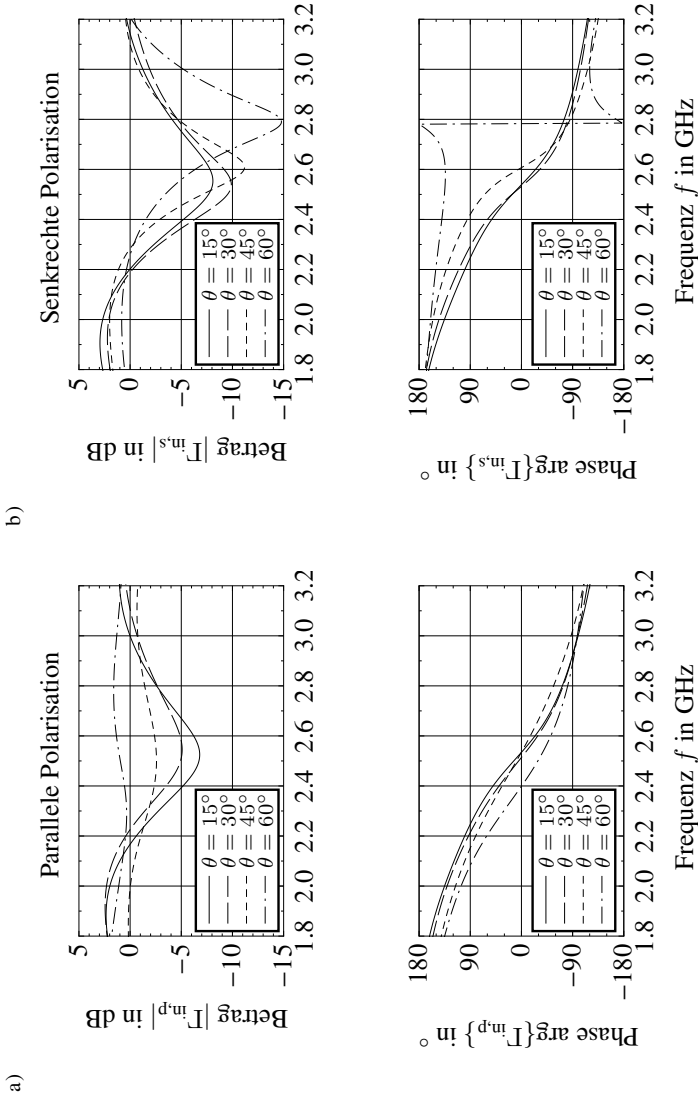 a)
Parallele Polarisation
Betrag |Γin,p| in dB
5
0
−5
−10
−15
θ = 15°
θ = 30°
θ = 45°
θ = 60°
1.8 2.0 2.2 2.4 2.6 2.8 3.0 3.2
Phase arg{Γin,p} in °
180
90
0
−90
−180
θ = 15°
θ = 30°
θ = 45°
θ = 60°
1.8 2.0 2.2 2.4 2.6 2.8 3.0 3.2
Frequenz f in GHz
b)
Senkrechte Polarisation
Betrag |Γin,s| in dB
5
0
−5
−10
−15
θ = 15°
θ = 30°
θ = 45°
θ = 60°
1.8 2.0 2.2 2.4 2.6 2.8 3.0 3.2
Phase arg{Γin,s} in °
180
90
0
−90
−180
θ = 15°
θ = 30°
θ = 45°
θ = 60°
1.8 2.0 2.2 2.4 2.6 2.8 3.0 3.2
Frequenz f in GHz